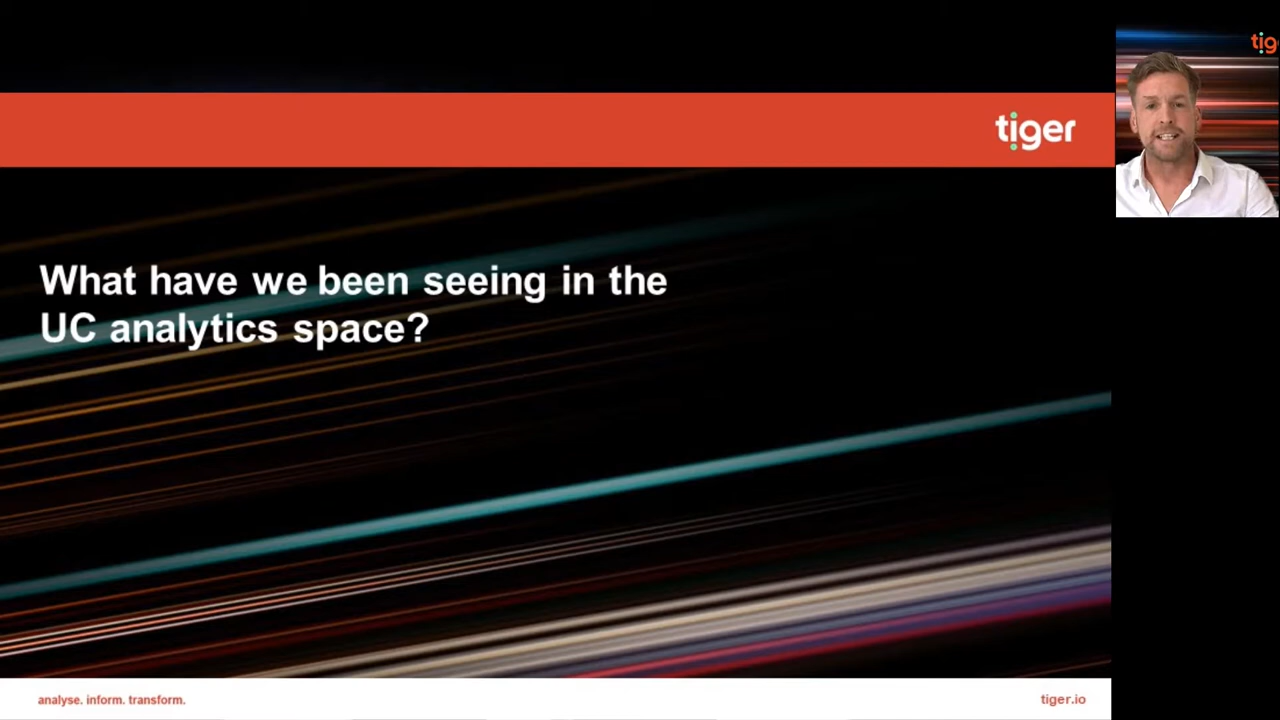 tiger
tig
What have we been seeing in the
UC analytics space?
analyse. inform. transform.
tiger.io